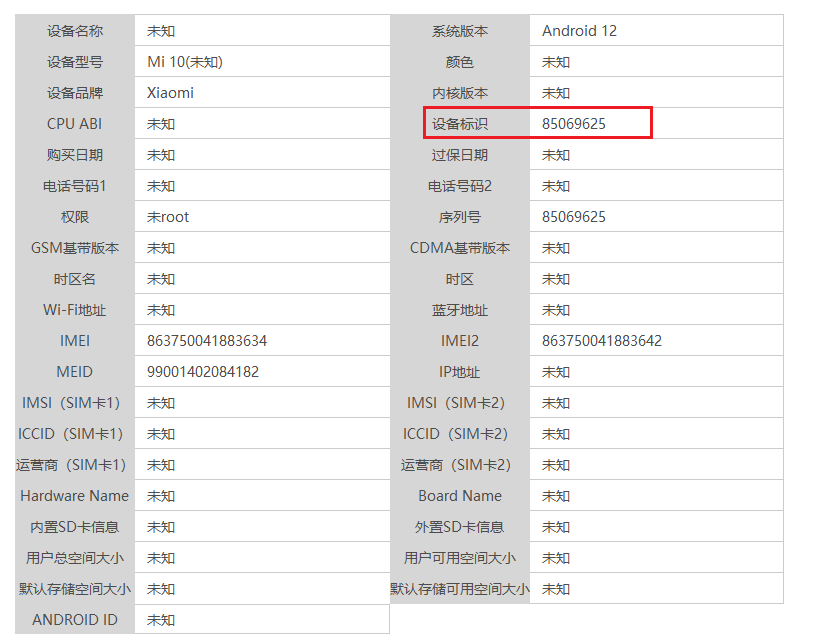 设备名称 未知 系统版本 Android 12
设备型号 Mi 10(未知) 颜色 未知
设备品牌 Xiaomi 内核版本 未知
CPU ABI 未知 设备标识 85069625
购买日期 未知 过保日期 未知
电话号码1 未知 电话号码2 未知
权限 未root 序列号 85069625
GSM基带版本 未知 CDMA基带版本 未知
时区名 未知 时区 未知
Wi-Fi地址 未知 蓝牙地址 未知
IMEI 863750041883634 IMEI2 863750041883642
MEID 99001402084182 IP地址 未知
IMSI（SIM卡1） 未知 IMSI（SIM卡2） 未知
ICCID（SIM卡1） 未知 ICCID（SIM卡2） 未知
运营商（SIM卡1） 未知 运营商（SIM卡2） 未知
Hardware Name 未知 Board Name 未知
内置SD卡信息 未知 外置SD卡信息 未知
用户总空间大小 未知 用户可用空间大小 未知
默认存储空间大小 未知 默认存储可用空间大小 未知
ANDROID ID 未知